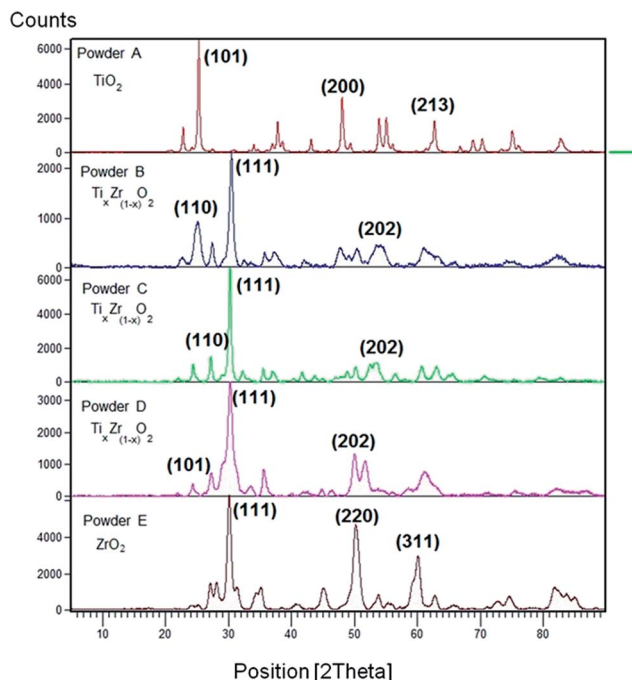 Counts
6000
4000
2000
0
Powder A
TiO2
(101)
(200)
(213)
2000
1000
0
Powder B
TixZr(1-x)O2
(110)
(111)
(202)
6000
4000
2000
0
Powder C
TixZr(1-x)O2
(110)
(111)
(202)
3000
2000
1000
0
Powder D
TixZr(1-x)O2
(101)
(111)
(202)
4000
2000
0
Powder E
ZrO2
(111)
(220)
(311)
10 20 30 40 50 60 70 80
Position [2Theta]